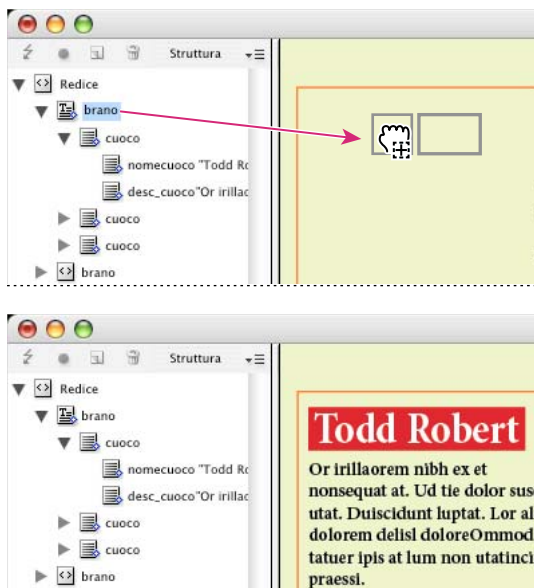 Struttura
Redice
brano
cuoco
nomecuoco "Todd Ro
desc_cuoco"Or irillac
cuoco
cuoco
brano
Struttura
Redice
brano
cuoco
nomecuoco "Todd Ro
desc_cuoco"Or irillac
cuoco
cuoco
brano
Todd Robert
Or irillaorem nibh ex et
nonsequat at. Ud tie dolor susc
utat. Duiscidunt luptat. Lor al
dolorem delisl doloreOmmod
tatuer ipis at lum non utatinci
praessi.